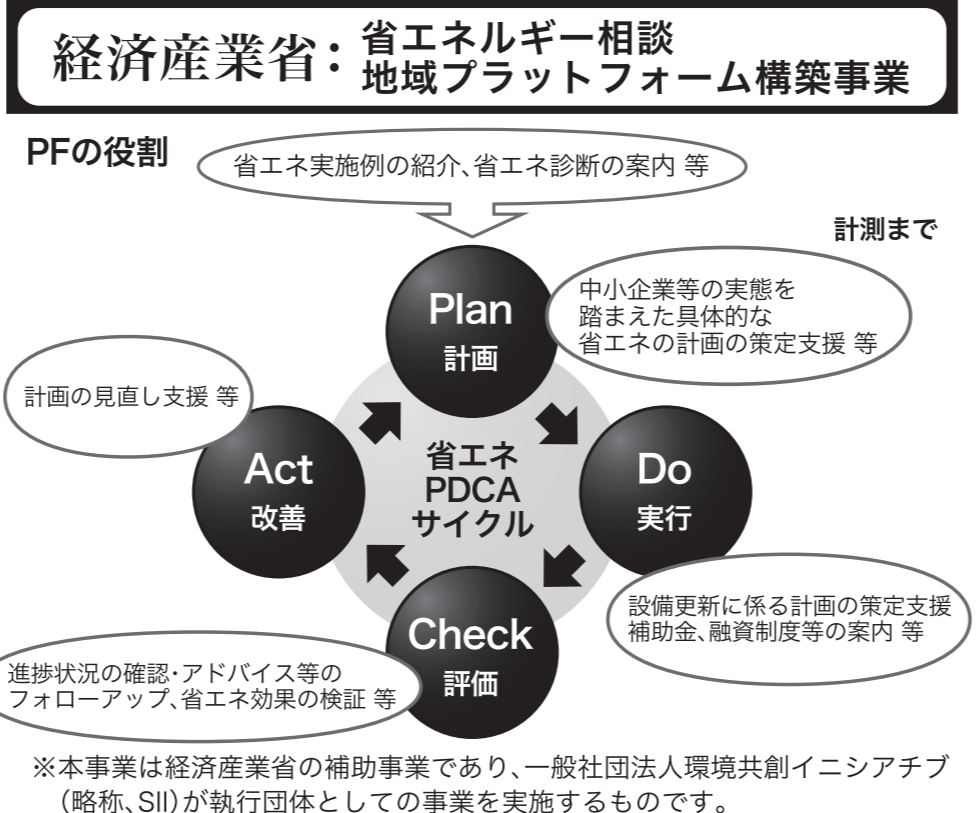 経済産業省：省エネルギー相談
地域プラットフォーム構築事業
PFの役割
省エネ実施例の紹介、省エネ診断の案内 等
計測まで
Plan
計画
中小企業等の実態を
踏まえた具体的な
省エネの計画の策定支援 等
計画の見直し支援 等
Act
改善
省エネ
PDCA
サイクル
Do
実行
設備更新に係る計画の策定支援
補助金、融資制度等の案内 等
Check
評価
進捗状況の確認・アドバイス等の
フォローアップ、省エネ効果の検証 等
※本事業は経済産業省の補助事業であり、一般社団法人環境共創イニシアチブ
（略称、SII）が執行団体としての事業を実施するものです。